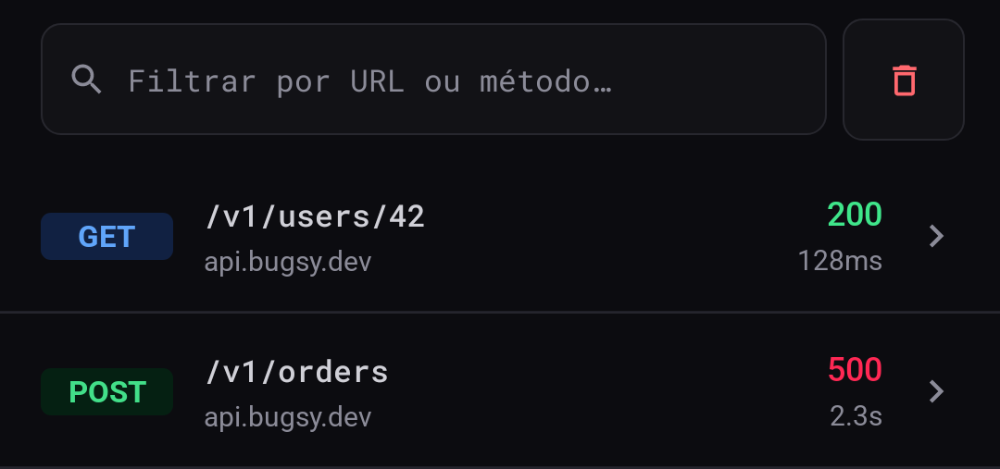 Filtrar por URL ou método…
GET /v1/users/42 200
api.bugsy.dev 128ms
POST /v1/orders 500
api.bugsy.dev 2.3s